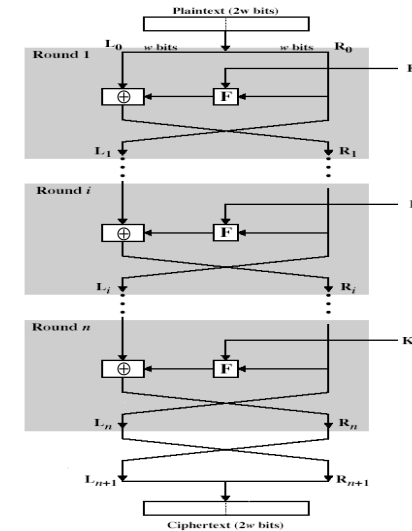 Plaintext (2w bits)
L0 w bits w bits R0
Round 1
K
⊕ F
L1 R1
Round i
⊕ F
Li Ri
Round n
K
⊕ F
Ln Rn
Ln+1 Rn+1
Ciphertext (2w bits)